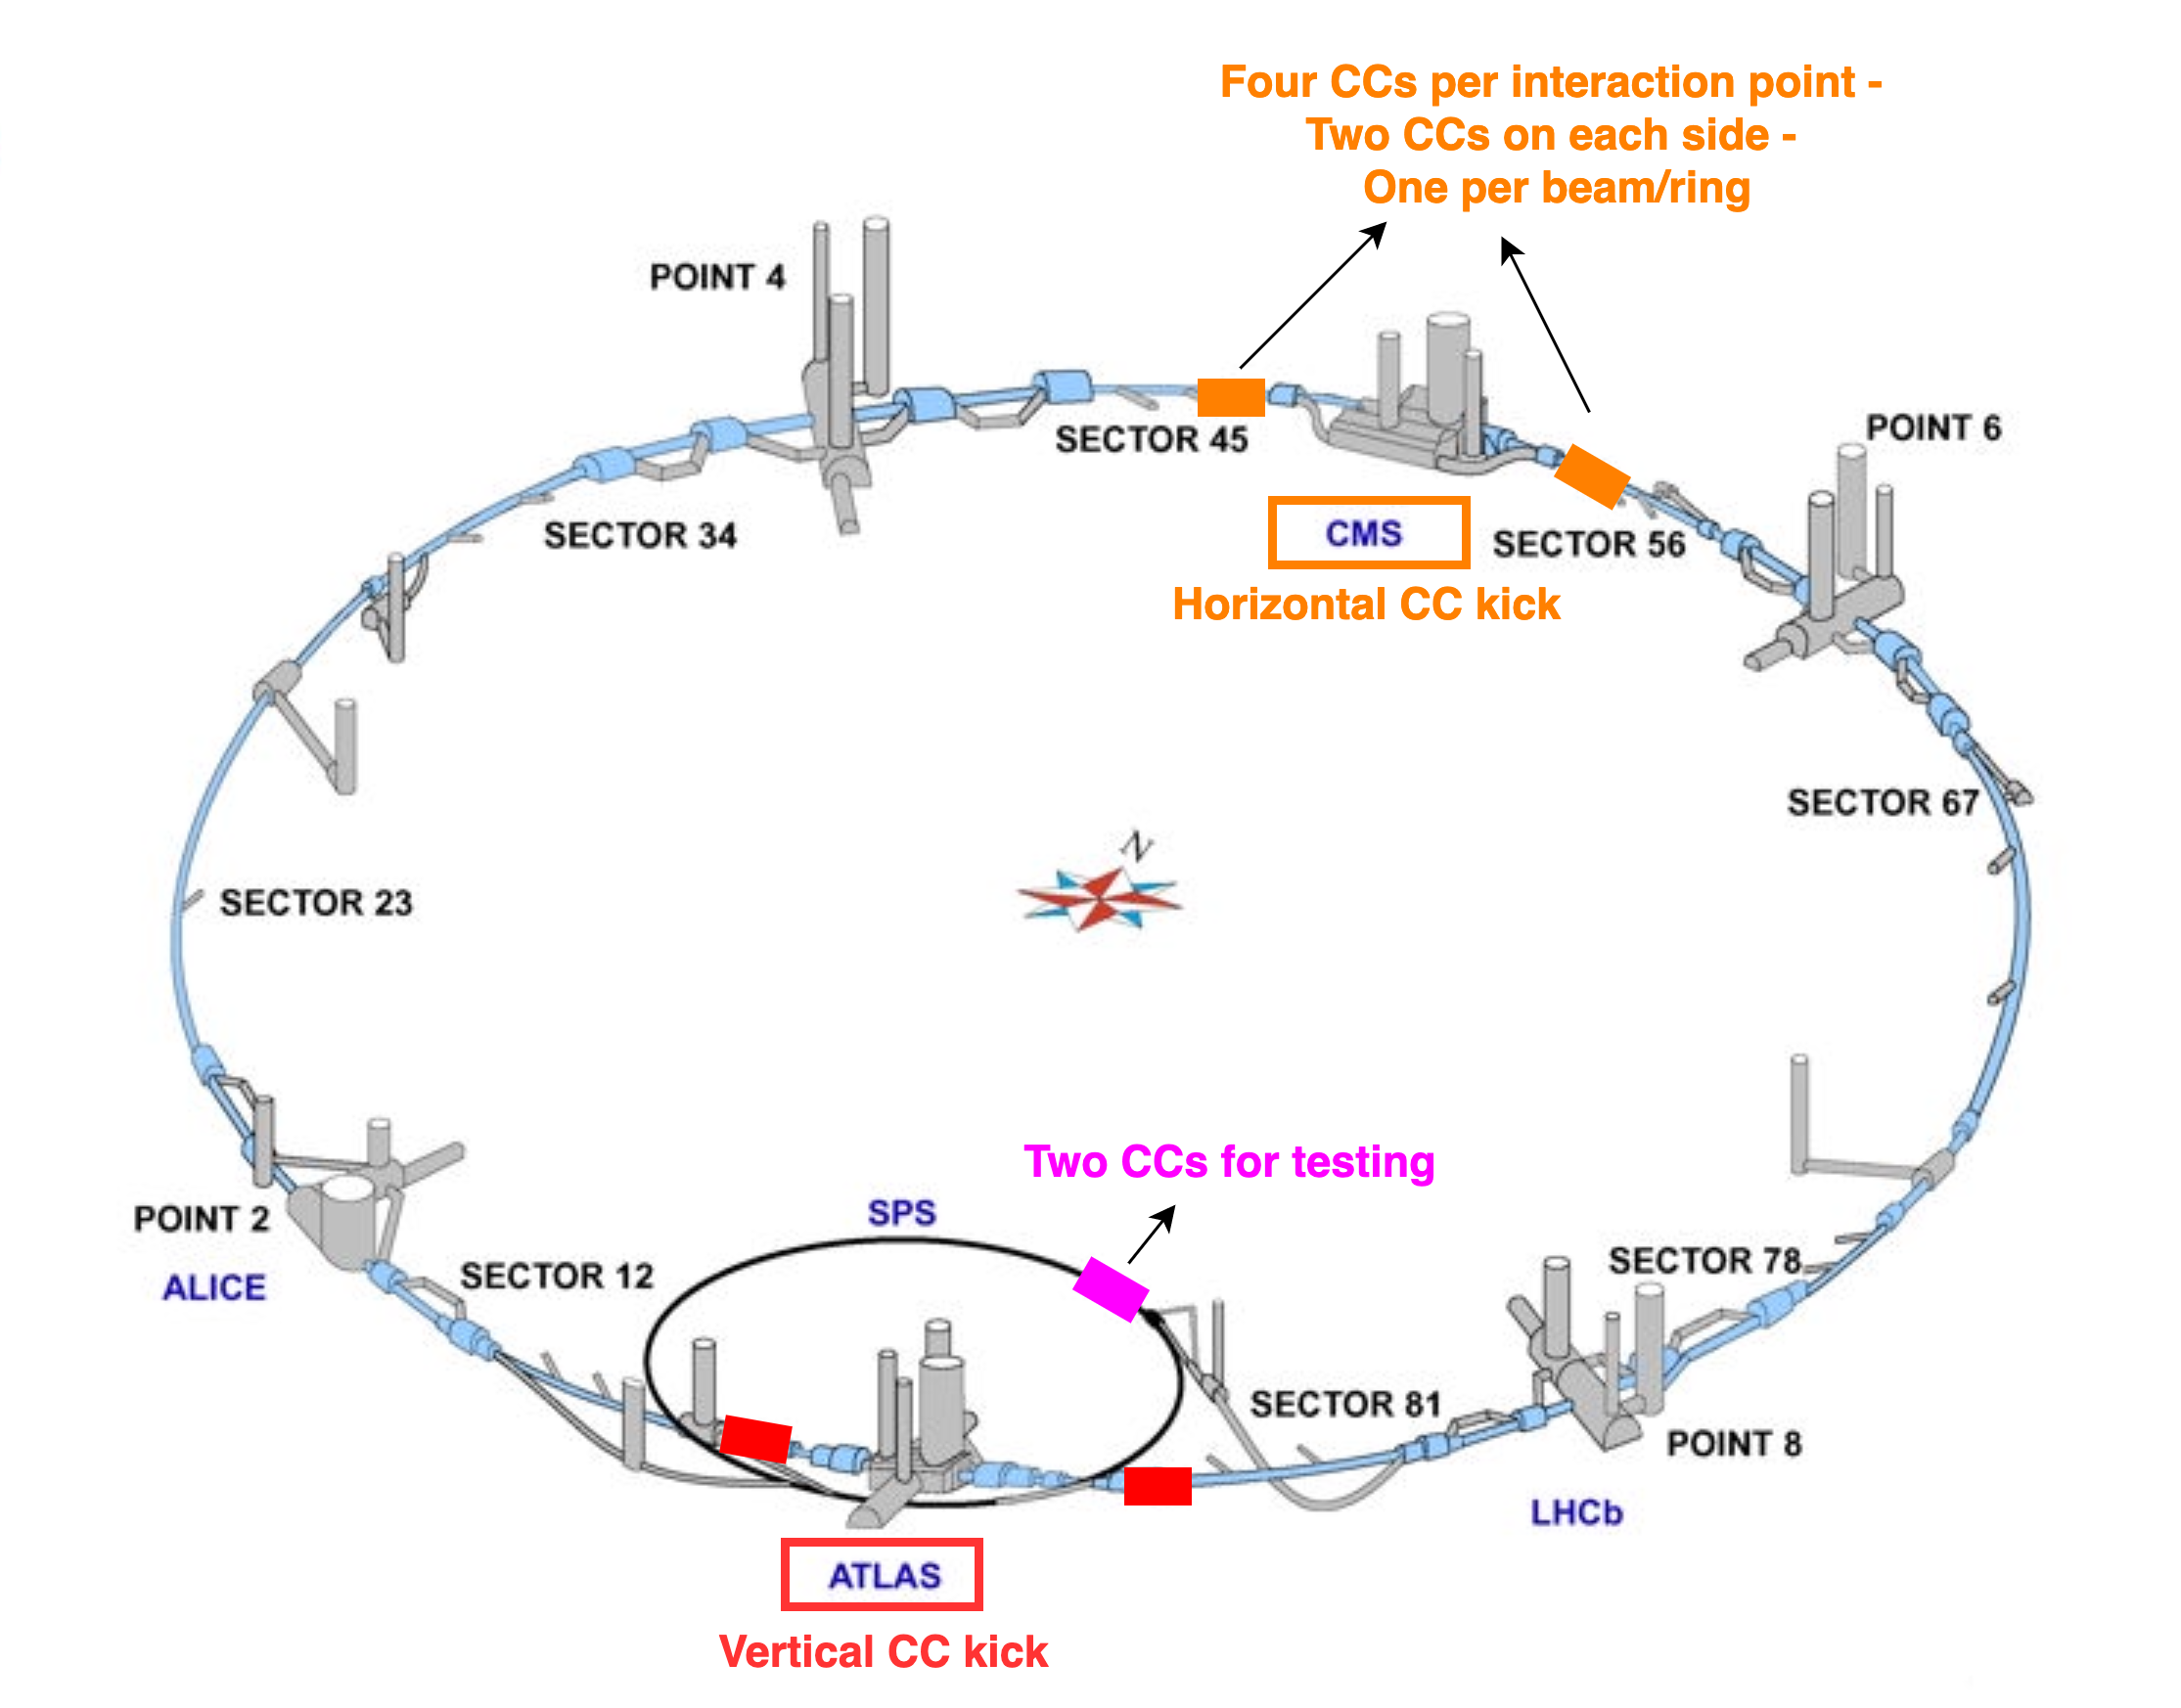 Four CCs per interaction point -
Two CCs on each side -
One per beam/ring
POINT 4
POINT 6
SECTOR 45
SECTOR 34
CMS
SECTOR 56
Horizontal CC kick
SECTOR 67
N
SECTOR 23
Two CCs for testing
POINT 2
SPS
SECTOR 12
ALICE
SECTOR 78
SECTOR 81
POINT 8
LHCb
ATLAS
Vertical CC kick